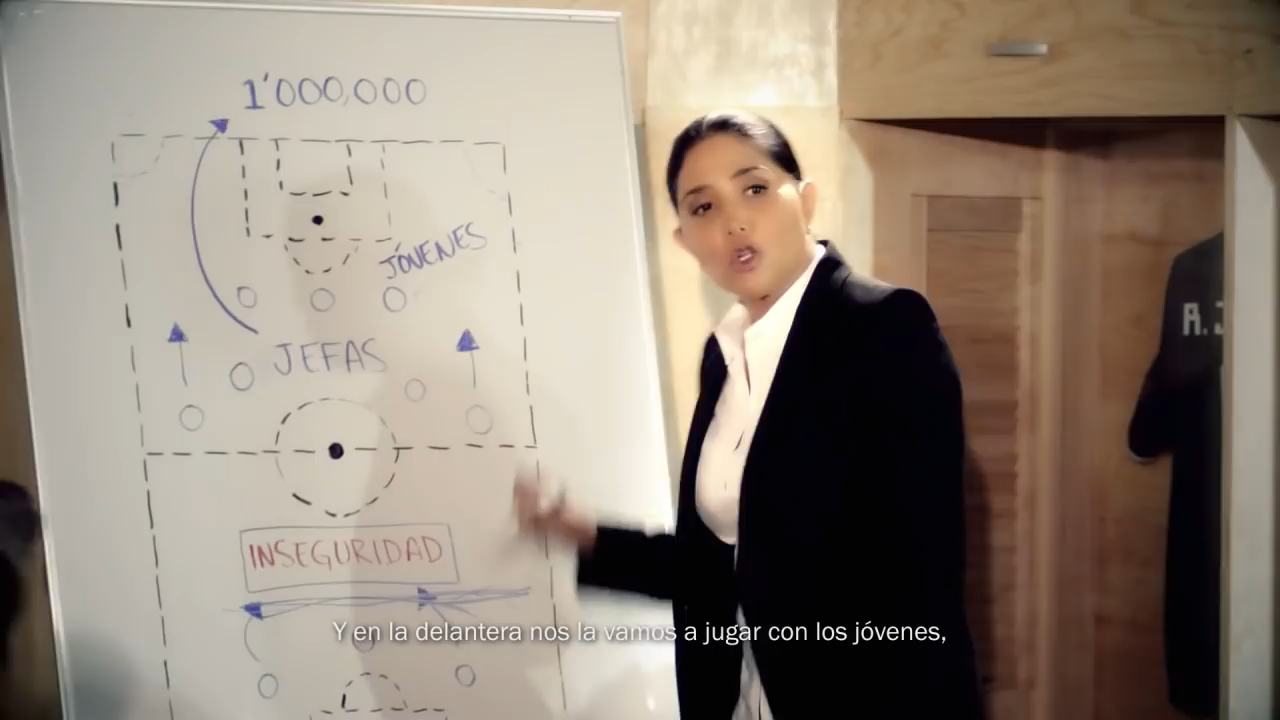 1'000,000
JÓVENES
JEFAS
INSEGURIDAD
R.J
Y en la delantera nos la vamos a jugar con los jóvenes,